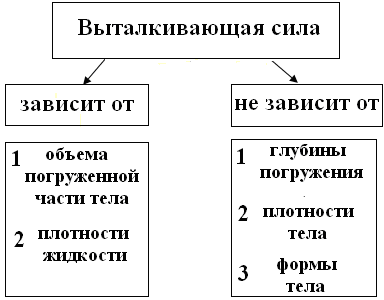 Выталкивающая сила
зависит от
не зависит от
1 объема
погруженной
части тела
2 плотности
жидкости
1 глубины
погружения
2 плотности
тела
3 формы
тела